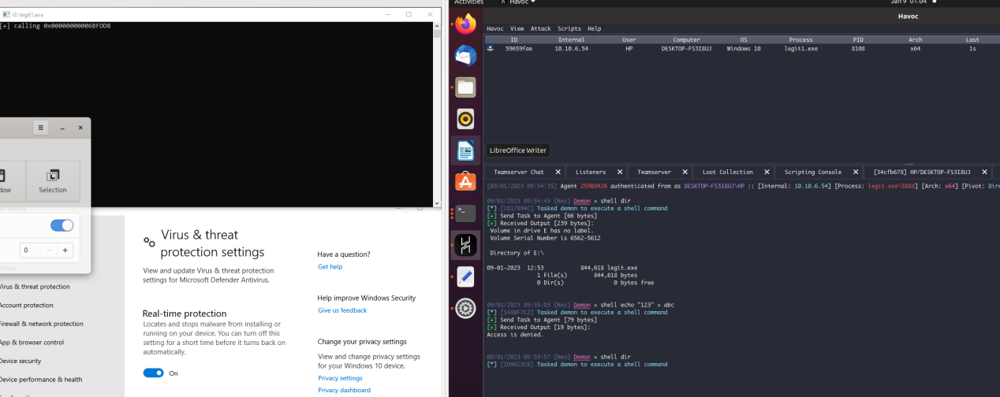 G:\legit1.exe
[+] calling 0x00000000006BFDD8
Selection
0
Virus & threat protection
Account protection
Firewall & network protection
App & browser control
Device security
Device performance & health
Virus & threat
protection settings
View and update Virus & threat protection
settings for Microsoft Defender Antivirus.
Real-time protection
Locates and stops malware from installing or
running on your device. You can turn off this
setting for a short time before it turns back on
automatically.
On
Have a question?
Get help
Help improve Windows Security
Give us feedback
Change your privacy settings
View and change privacy settings
for your Windows 10 device.
Privacy settings
Privacy dashboard
Activities Havoc Jan 9 01:04
Havoc
Havoc View Attack Scripts Help
ID Internal User Computer OS Process PID Arch Last
59659fae 10.10.6.54 HP DESKTOP-FS3I8UJ Windows 10 legit1.exe 8108 x64 1s
LibreOffice Writer
Teamserver Chat X Listeners X Teamserver X Loot Collection X Scripting Console X [34cfb678] HP/DESKTOP-FS3I8UJ X
[09/01/2023 09:54:35] Agent 259BD426 authenticated from as DESKTOP-FS3I8UJ\HP :: [Internal: 10.10.6.54] [Process: legit.exe\5888] [Arch: x64] [Pivot: Dire
09/01/2023 09:54:43 [Neo] Demon » shell dir
[*] [2817094C] Tasked demon to execute a shell command
[+] Send Task to Agent [66 bytes]
[+] Received Output [239 bytes]:
Volume in drive E has no label.
Volume Serial Number is 6562-5612
Directory of E:\
09-01-2023 12:53 844,618 legit.exe
1 File(s) 844,618 bytes
0 Dir(s) 0 bytes free
09/01/2023 09:55:03 [Neo] Demon » shell echo "123" > abc
[*] [148BF7C2] Tasked demon to execute a shell command
[+] Send Task to Agent [79 bytes]
[+] Received Output [19 bytes]:
Access is denied.
09/01/2023 09:59:57 [Neo] Demon » shell dir
[*] [1D9623C8] Tasked demon to execute a shell command